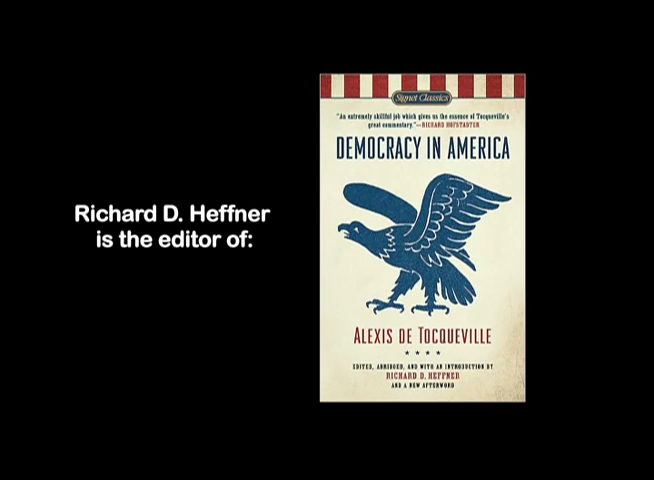 Richard D. Heffner
is the editor of:
Signet Classics
"An extremely skillful job which gives us the essence of Tocqueville's
great commentary."—RICHARD HOFSTADTER
DEMOCRACY IN AMERICA
ALEXIS DE TOCQUEVILLE
EDITED, ABRIDGED, AND WITH AN INTRODUCTION BY
RICHARD D. HEFFNER
AND A NEW AFTERWORD